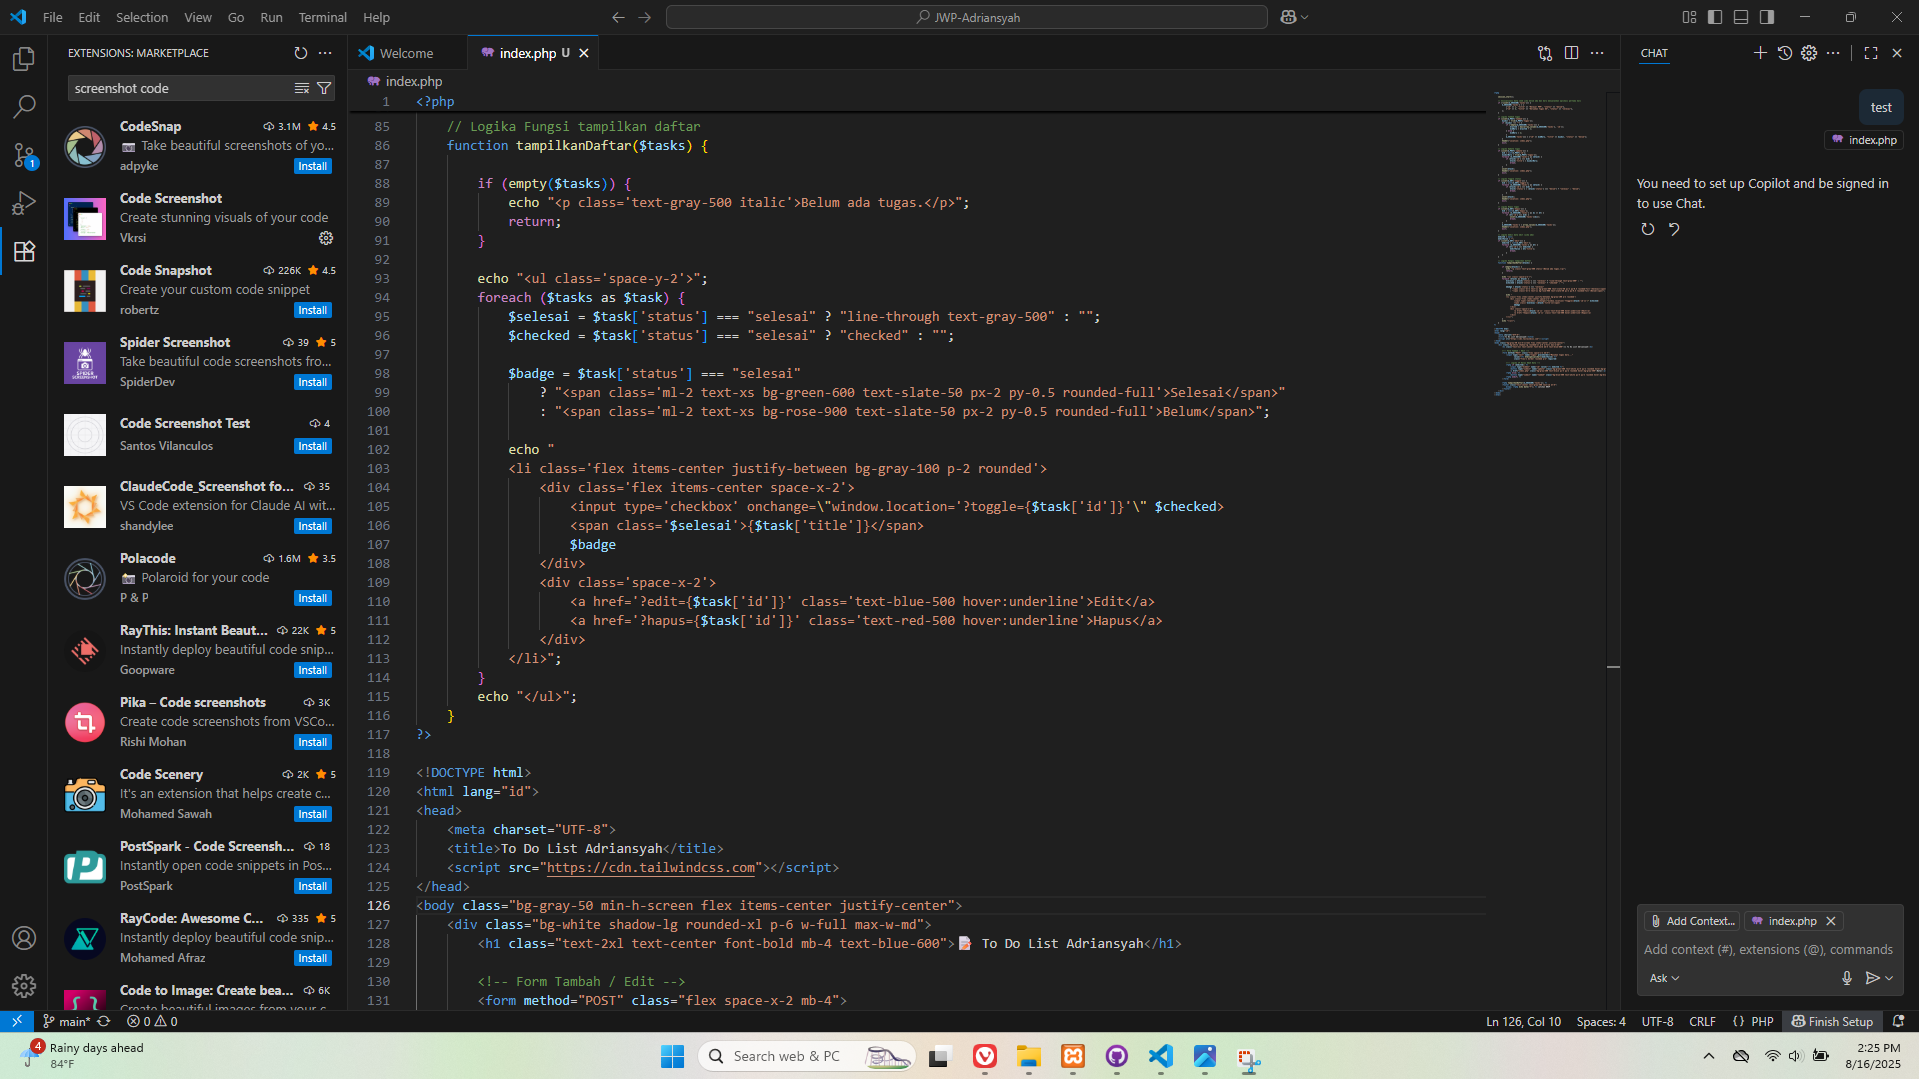 File Edit Selection View Go Run Terminal Help
JWP-Adriansyah
EXTENSIONS: MARKETPLACE
screenshot code
CodeSnap 3.1M 4.5
Take beautiful screenshots of yo...
adpyke Install
Code Screenshot
Create stunning visuals of your code
Vkrsi
Code Snapshot 226K 4.5
Create your custom code snippet
robertz Install
Spider Screenshot 39 5
Take beautiful code screenshots fro...
SpiderDev Install
Code Screenshot Test 4
Santos Vilanculos Install
ClaudeCode_Screenshot fo... 35
VS Code extension for Claude AI wit...
shandylee Install
Polacode 1.6M 3.5
Polaroid for your code
P & P Install
RayThis: Instant Beaut... 22K 5
Instantly deploy beautiful code snip...
Goopware Install
Pika – Code screenshots 3K
Create code screenshots from VSCo...
Rishi Mohan Install
Code Scenery 2K 5
It's an extension that helps create c...
Mohamed Sawah Install
PostSpark - Code Screensh... 18
Instantly open code snippets in Pos...
PostSpark Install
RayCode: Awesome C... 335 5
Instantly deploy beautiful code snip...
Mohamed Afraz Install
Code to Image: Create bea... 6K
Create beautiful images from your c...
1
Welcome
index.php U
index.php
1 <?php
85 // Logika Fungsi tampilkan daftar
86 function tampilkanDaftar($tasks) {
87
88 if (empty($tasks)) {
89 echo "<p class='text-gray-500 italic'>Belum ada tugas.</p>";
90 return;
91 }
92
93 echo "<ul class='space-y-2'>";
94 foreach ($tasks as $task) {
95 $selesai = $task['status'] === "selesai" ? "line-through text-gray-500" : "";
96 $checked = $task['status'] === "selesai" ? "checked" : "";
97
98 $badge = $task['status'] === "selesai"
99 ? "<span class='ml-2 text-xs bg-green-600 text-slate-50 px-2 py-0.5 rounded-full'>Selesai</span>"
100 : "<span class='ml-2 text-xs bg-rose-900 text-slate-50 px-2 py-0.5 rounded-full'>Belum</span>";
101
102 echo "
103 <li class='flex items-center justify-between bg-gray-100 p-2 rounded'>
104 <div class='flex items-center space-x-2'>
105 <input type='checkbox' onchange=\"window.location='?toggle={$task['id']}'\" $checked>
106 <span class='$selesai'>{$task['title']}</span>
107 $badge
108 </div>
109 <div class='space-x-2'>
110 <a href='?edit={$task['id']}' class='text-blue-500 hover:underline'>Edit</a>
111 <a href='?hapus={$task['id']}' class='text-red-500 hover:underline'>Hapus</a>
112 </div>
113 </li>";
114 }
115 echo "</ul>";
116 }
117 ?>
118
119 <!DOCTYPE html>
120 <html lang="id">
121 <head>
122 <meta charset="UTF-8">
123 <title>To Do List Adriansyah</title>
124 <script src="https://cdn.tailwindcss.com"></script>
125 </head>
126 <body class="bg-gray-50 min-h-screen flex items-center justify-center">
127 <div class="bg-white shadow-lg rounded-xl p-6 w-full max-w-md">
128 <h1 class="text-2xl text-center font-bold mb-4 text-blue-600">📝 To Do List Adriansyah</h1>
129
130 <!-- Form Tambah / Edit -->
131 <form method="POST" class="flex space-x-2 mb-4">
CHAT
test
index.php
You need to set up Copilot and be signed in
to use Chat.
Add Context... index.php
Add context (#), extensions (@), commands
Ask
main* 0 0
Ln 126, Col 10 Spaces: 4 UTF-8 CRLF {} PHP Finish Setup
4
Rainy days ahead
84°F
Search web & PC
2:25 PM
8/16/2025